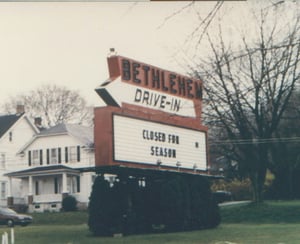 BETHLEHEM
DRIVE-IN
CLOSED FOR
SEASON